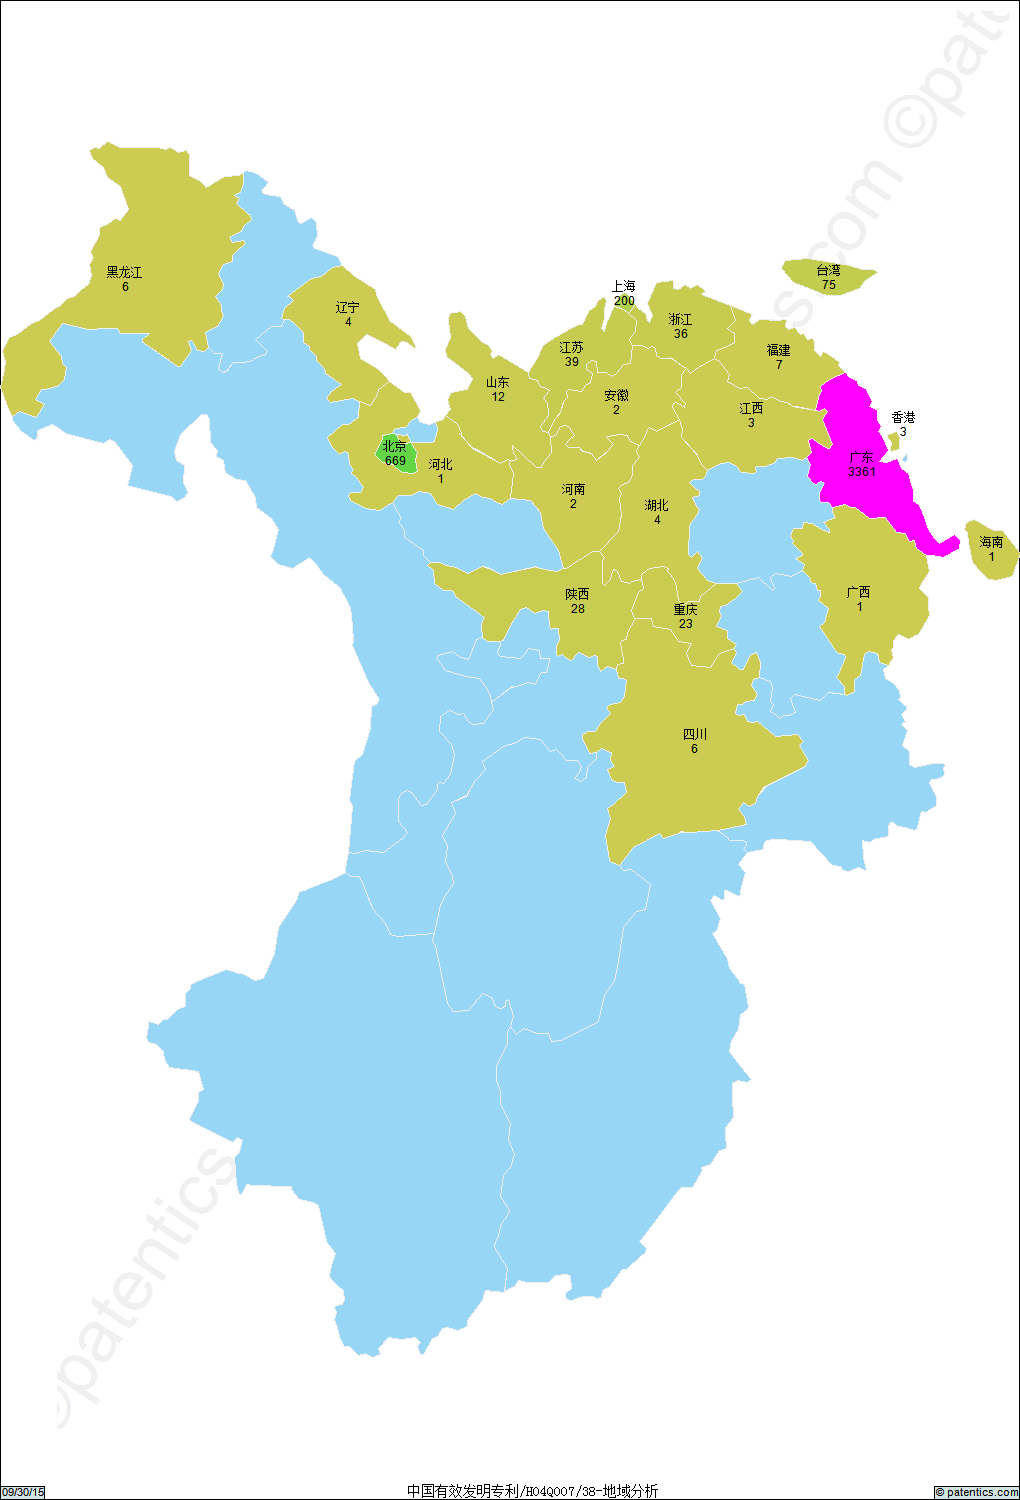 ©patentics.com ©pate
黑龙江
6
台湾
75
上海
200
辽宁
4
浙江
36
江苏
39
福建
7
山东
12
安徽
2
江西
3
香港
3
北京
669
河北
1
广东
3361
河南
2
湖北
4
海南
1
陕西
28
重庆
23
广西
1
四川
6
09/30/15
中国有效发明专利/H04Q007/38-地域分析
© patentics.com